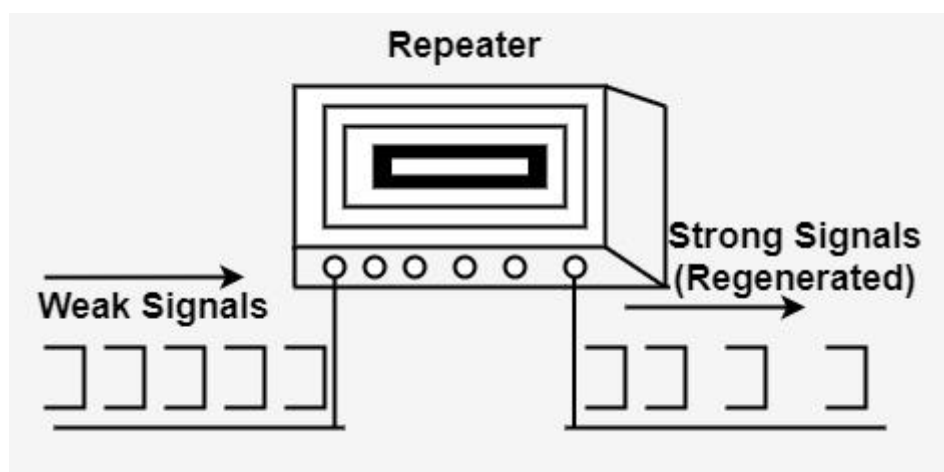 Repeater
Weak Signals
Strong Signals
(Regenerated)